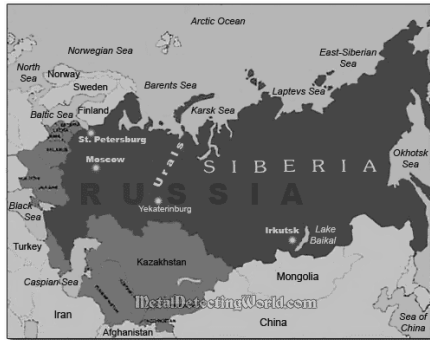 Arctic Ocean
Norwegian Sea
East-Siberian
Sea
North
Sea
Norway
Sweden
Finland
Barents Sea
Laptevs Sea
Karsk Sea
Baltic Sea
St. Petersburg
Moscow
Urals
SIBERIA
Okhotsk
Sea
RUSSIA
Yekaterinburg
Black
Sea
Irkutsk
Lake
Baikal
Turkey
Kazakhstan
Mongolia
Caspian Sea
MetalDetectingWorld.com
Iran
China
Sea of
China
Afghanistan